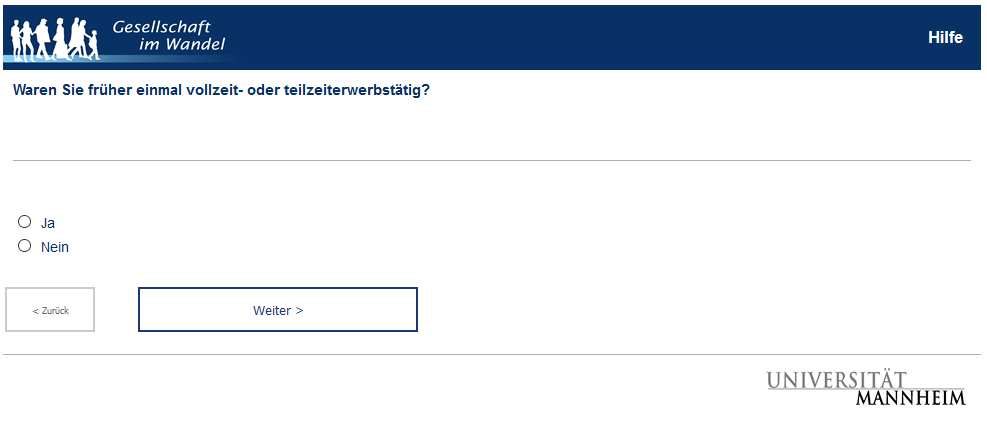 Gesellschaft
im Wandel
Hilfe
Waren Sie früher einmal vollzeit- oder teilzeiterwerbstätig?
Ja
Nein
< Zurück
Weiter >
UNIVERSITÄT
MANNHEIM